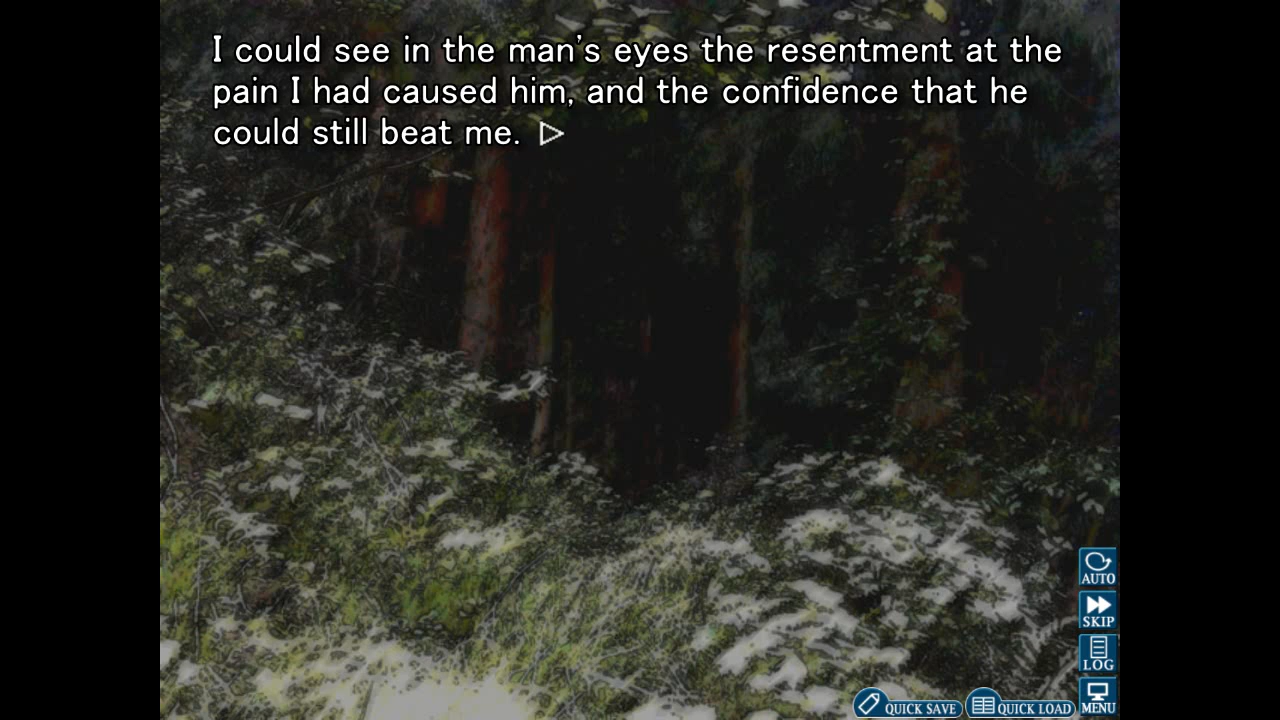 I could see in the man's eyes the resentment at the
pain I had caused him, and the confidence that he
could still beat me.
AUTO
SKIP
LOG
MENU
QUICK SAVE
QUICK LOAD